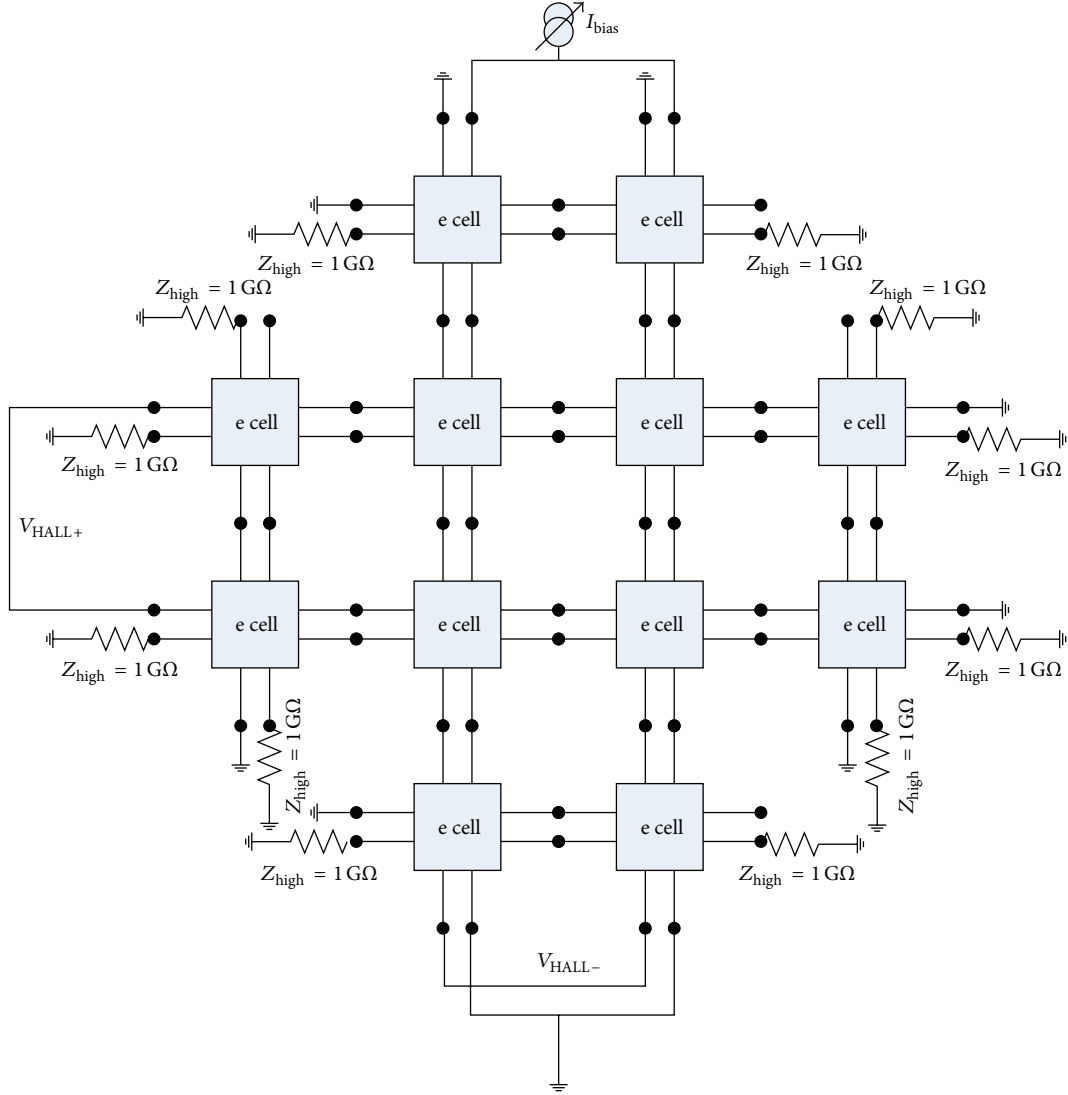 I_bias
e cell e cell
Z_high = 1 GΩ Z_high = 1 GΩ
Z_high = 1 GΩ Z_high = 1 GΩ
e cell e cell e cell e cell
Z_high = 1 GΩ Z_high = 1 GΩ
V_HALL+
e cell e cell e cell e cell
Z_high = 1 GΩ Z_high = 1 GΩ
Z_high = 1 GΩ Z_high = 1 GΩ
e cell e cell
Z_high = 1 GΩ Z_high = 1 GΩ
V_HALL−